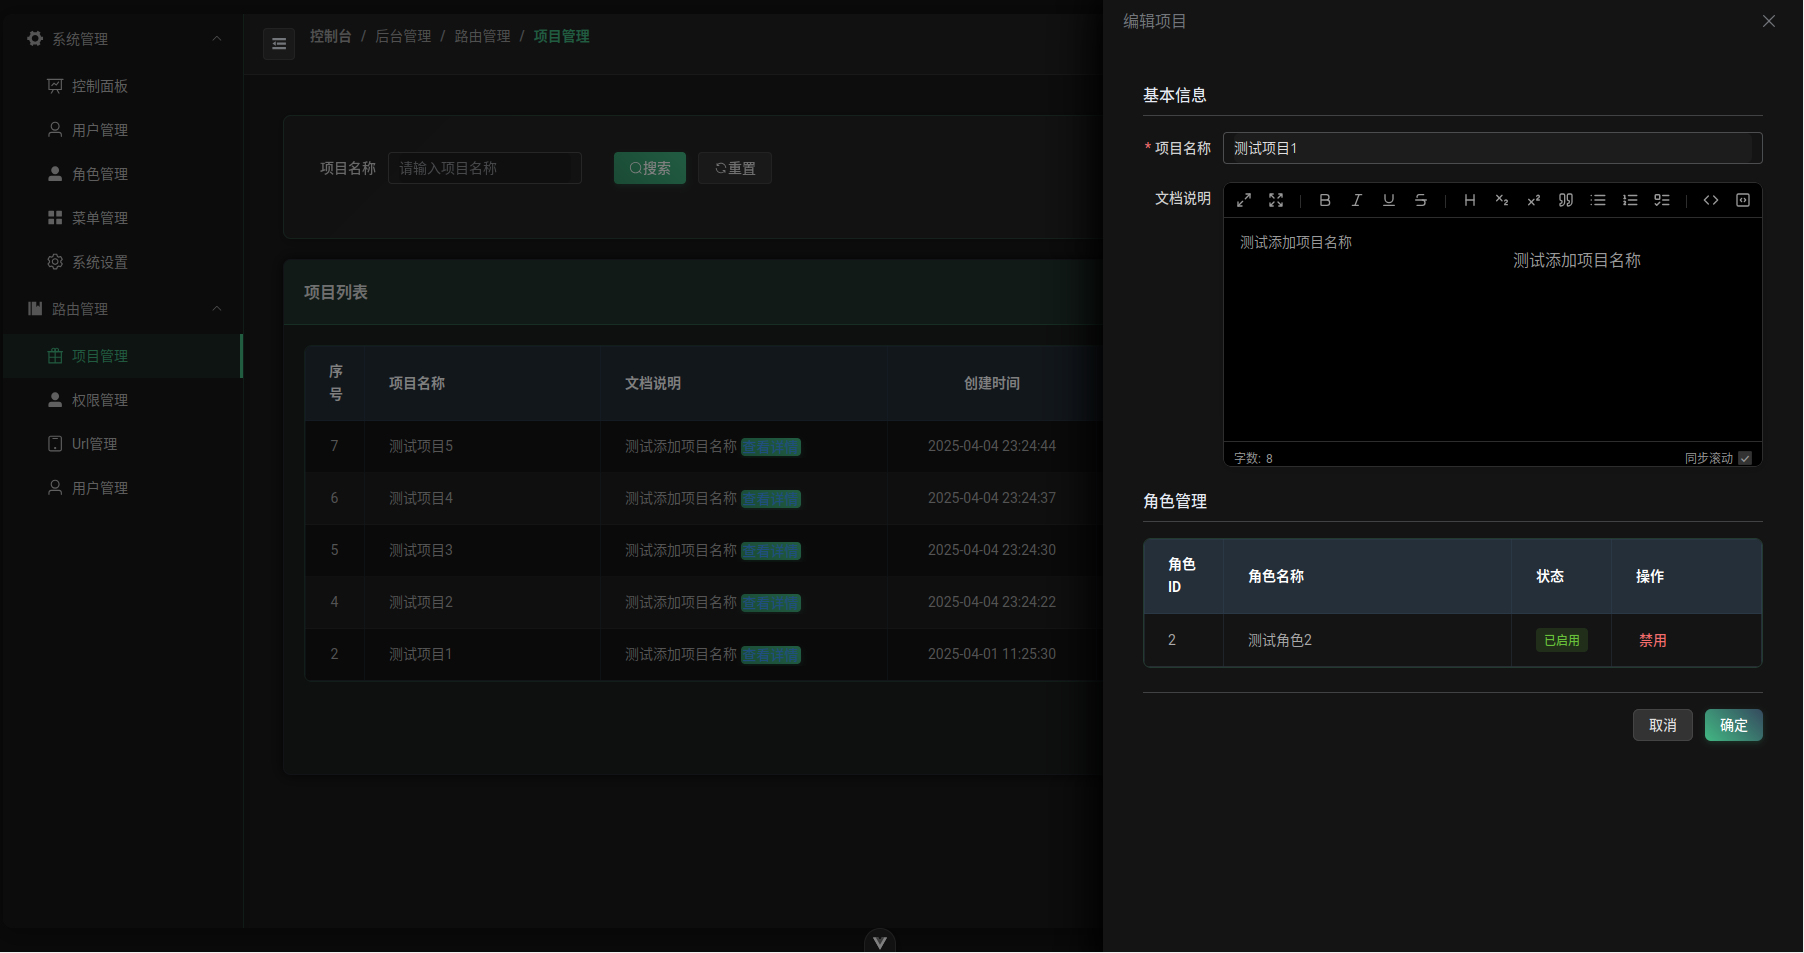 系统管理
控制面板
用户管理
角色管理
菜单管理
系统设置
路由管理
项目管理
权限管理
Url管理
用户管理
控制台 / 后台管理 / 路由管理 / 项目管理
项目名称 请输入项目名称 搜索 重置
项目列表
序号 项目名称 文档说明 创建时间
7 测试项目5 测试添加项目名称 2025-04-04 23:24:44
6 测试项目4 测试添加项目名称 2025-04-04 23:24:37
5 测试项目3 测试添加项目名称 2025-04-04 23:24:30
4 测试项目2 测试添加项目名称 2025-04-04 23:24:22
2 测试项目1 测试添加项目名称 2025-04-01 11:25:30
编辑项目
基本信息
* 项目名称 测试项目1
文档说明
测试添加项目名称
测试添加项目名称
字数: 8 同步滚动
角色管理
角色ID 角色名称 状态 操作
2 测试角色2 已启用 禁用
取消 确定